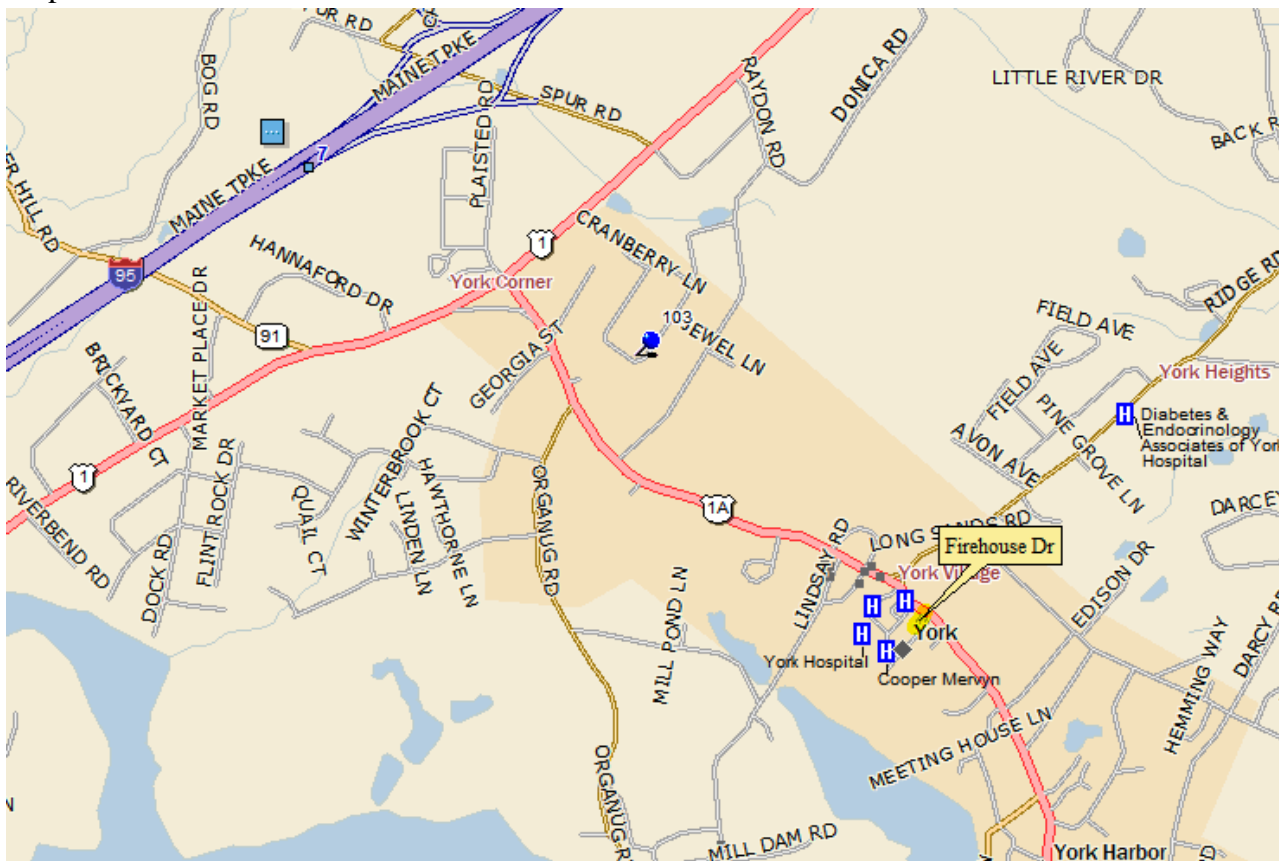 SPUR RD
BOG RD
MAINE TPKE
SPUR RD
PLAISTED RD
RAYDON RD
DONICA RD
LITTLE RIVER DR
BACK R
7
MAINE TPKE
ER HILL RD
95
HANNAFORD DR
MARKET PLACE DR
91
1
York Corner
CRANBERRY LN
103
JEWEL LN
GEORGIA ST
RIDGE RD
FIELD AVE
FIELD AVE
York Heights
PINE GROVE LN
AVON AVE
Diabetes &
Endocrinology
Associates of York
Hospital
H
BRICKYARD CT
1
RIVERBEND RD
DOCK RD
FLINT ROCK DR
QUAIL CT
WINTERBROOK CT
LINDEN LN
HAWTHORNE LN
ORGANUG RD
1A
LINDSAY RD
LONG SANDS RD
Firehouse Dr
York Village
EDISON DR
DARCEY
H
H
H
H
York
York Hospital
Cooper Mervyn
MILL POND LN
HEMMING WAY
DARCY RD
MEETING HOUSE LN
ORGANUG RD
MILL DAM RD
York Harbor
RD
N